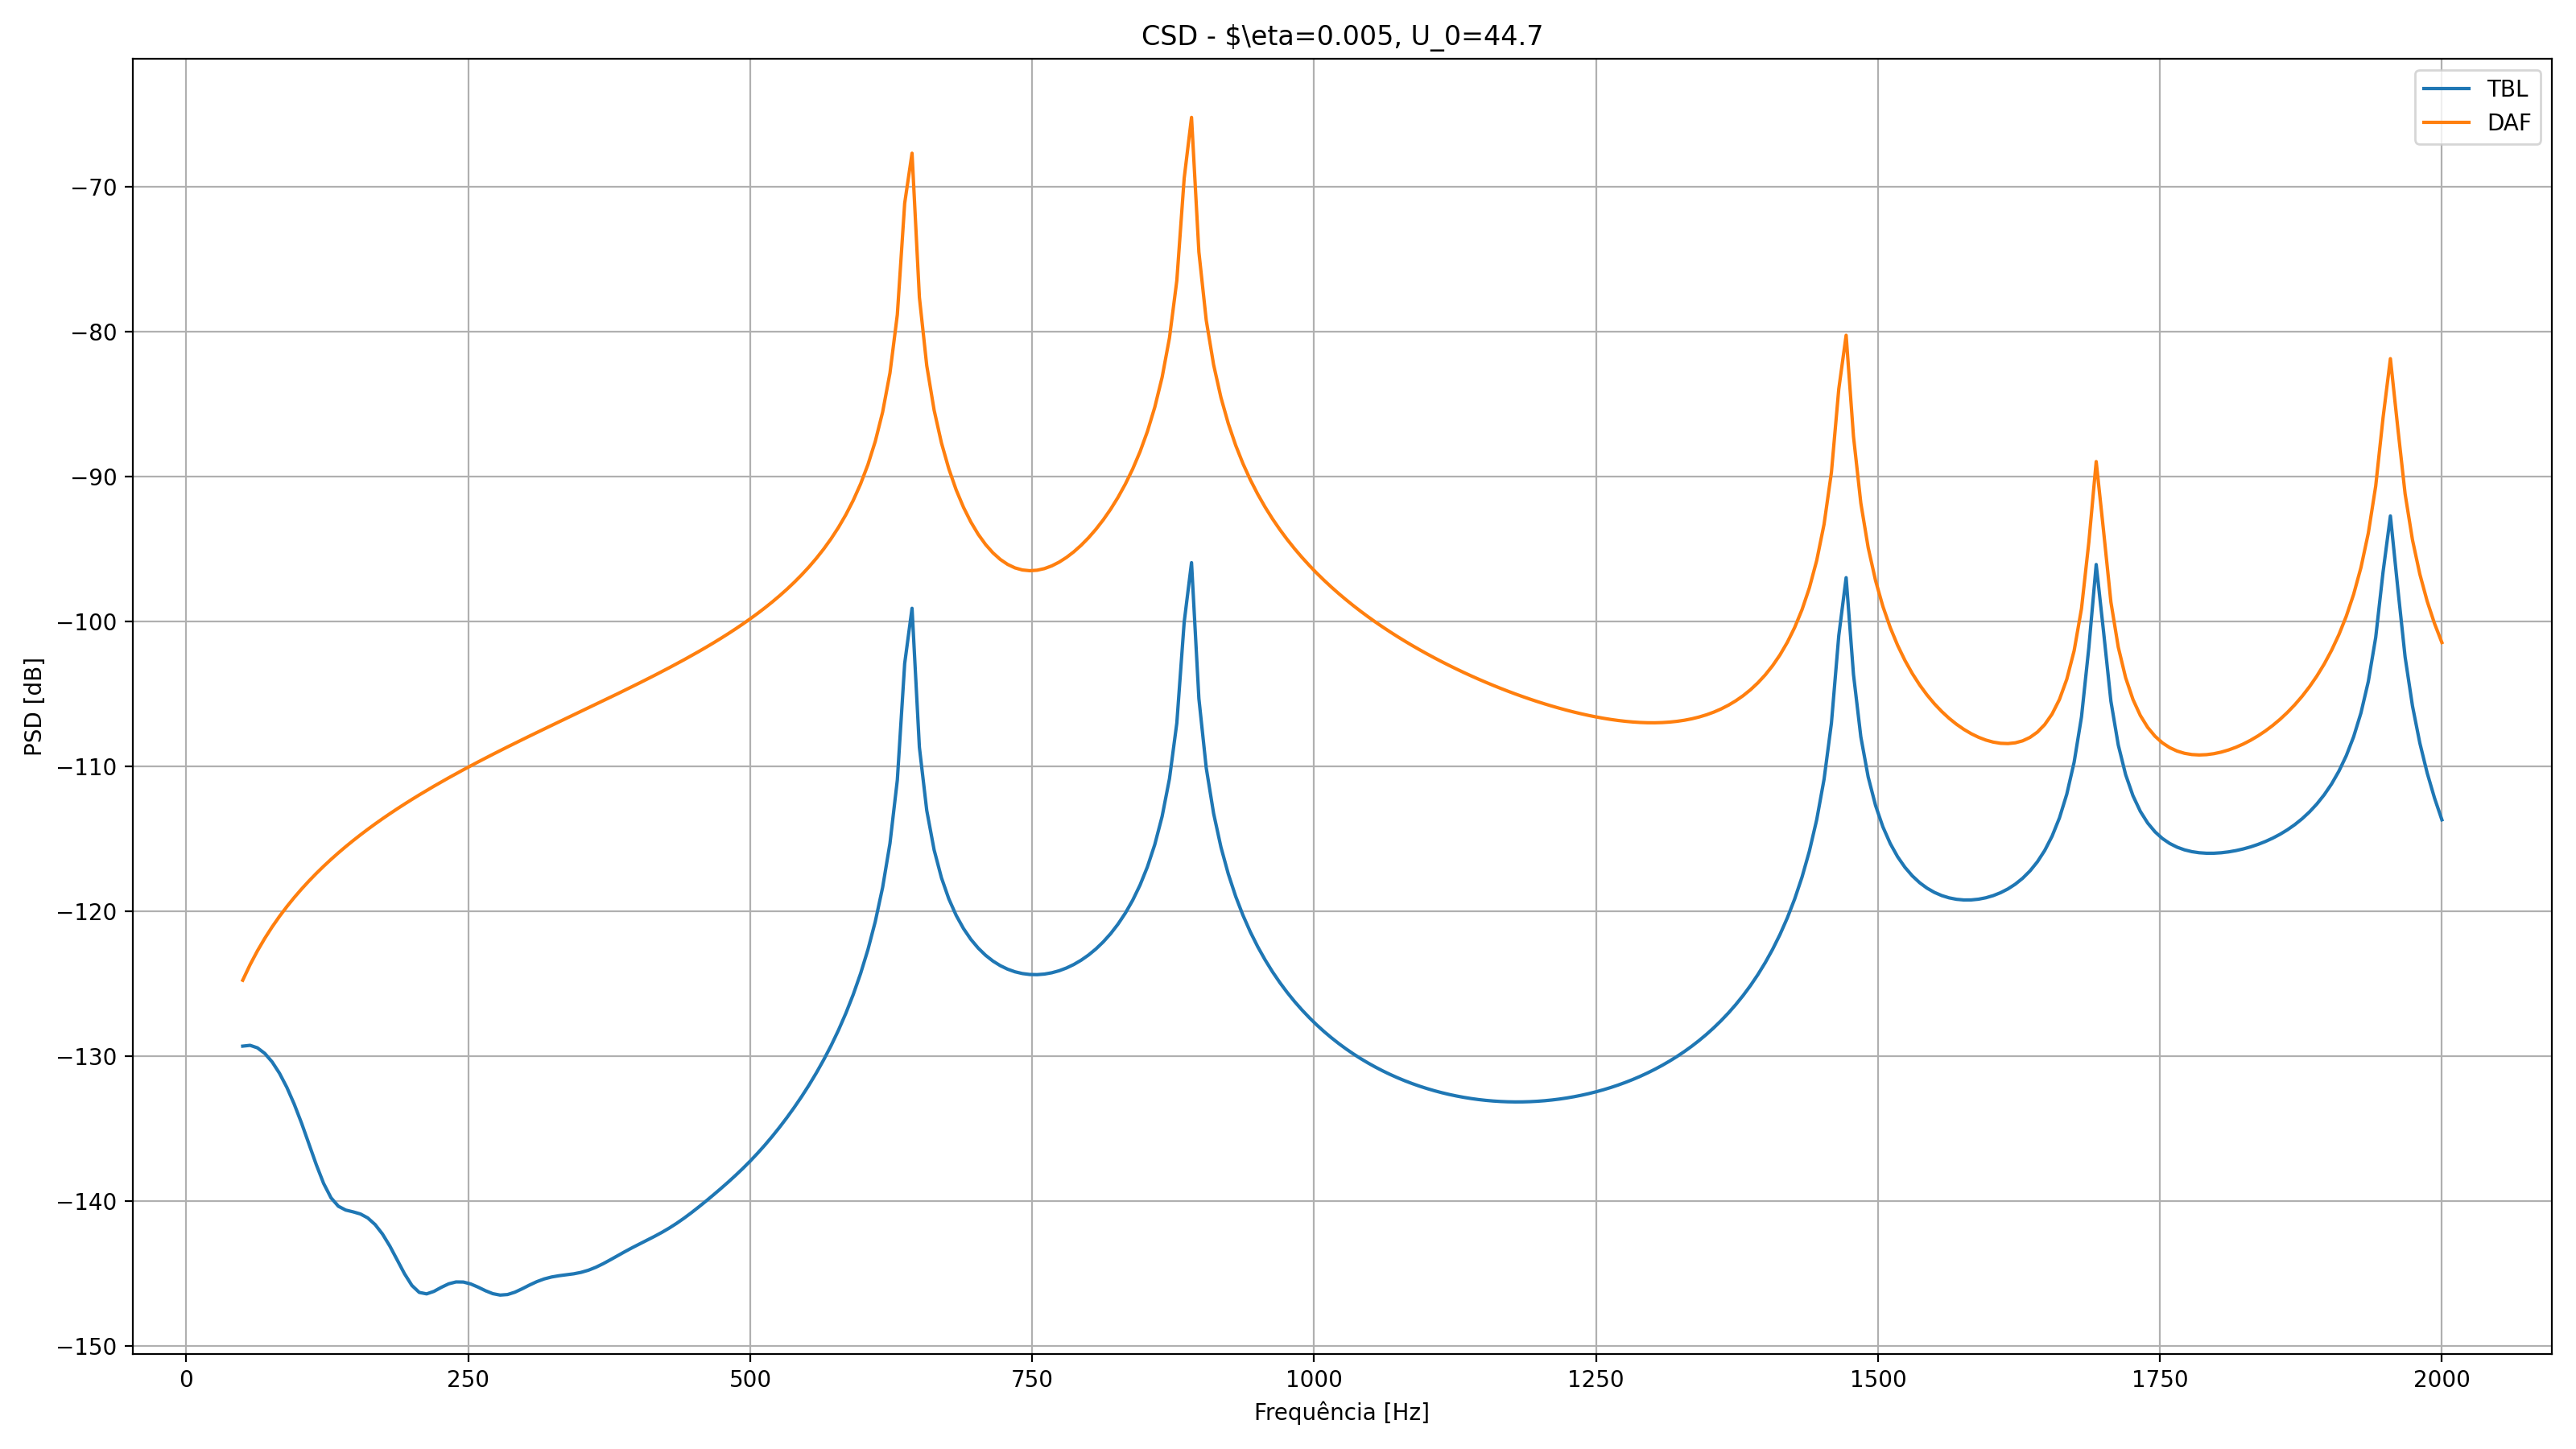 CSD - $\eta=0.005, U_0=44.7
TBL
DAF
PSD [dB]
−70
−80
−90
−100
−110
−120
−130
−140
−150
0 250 500 750 1000 1250 1500 1750 2000
Frequência [Hz]